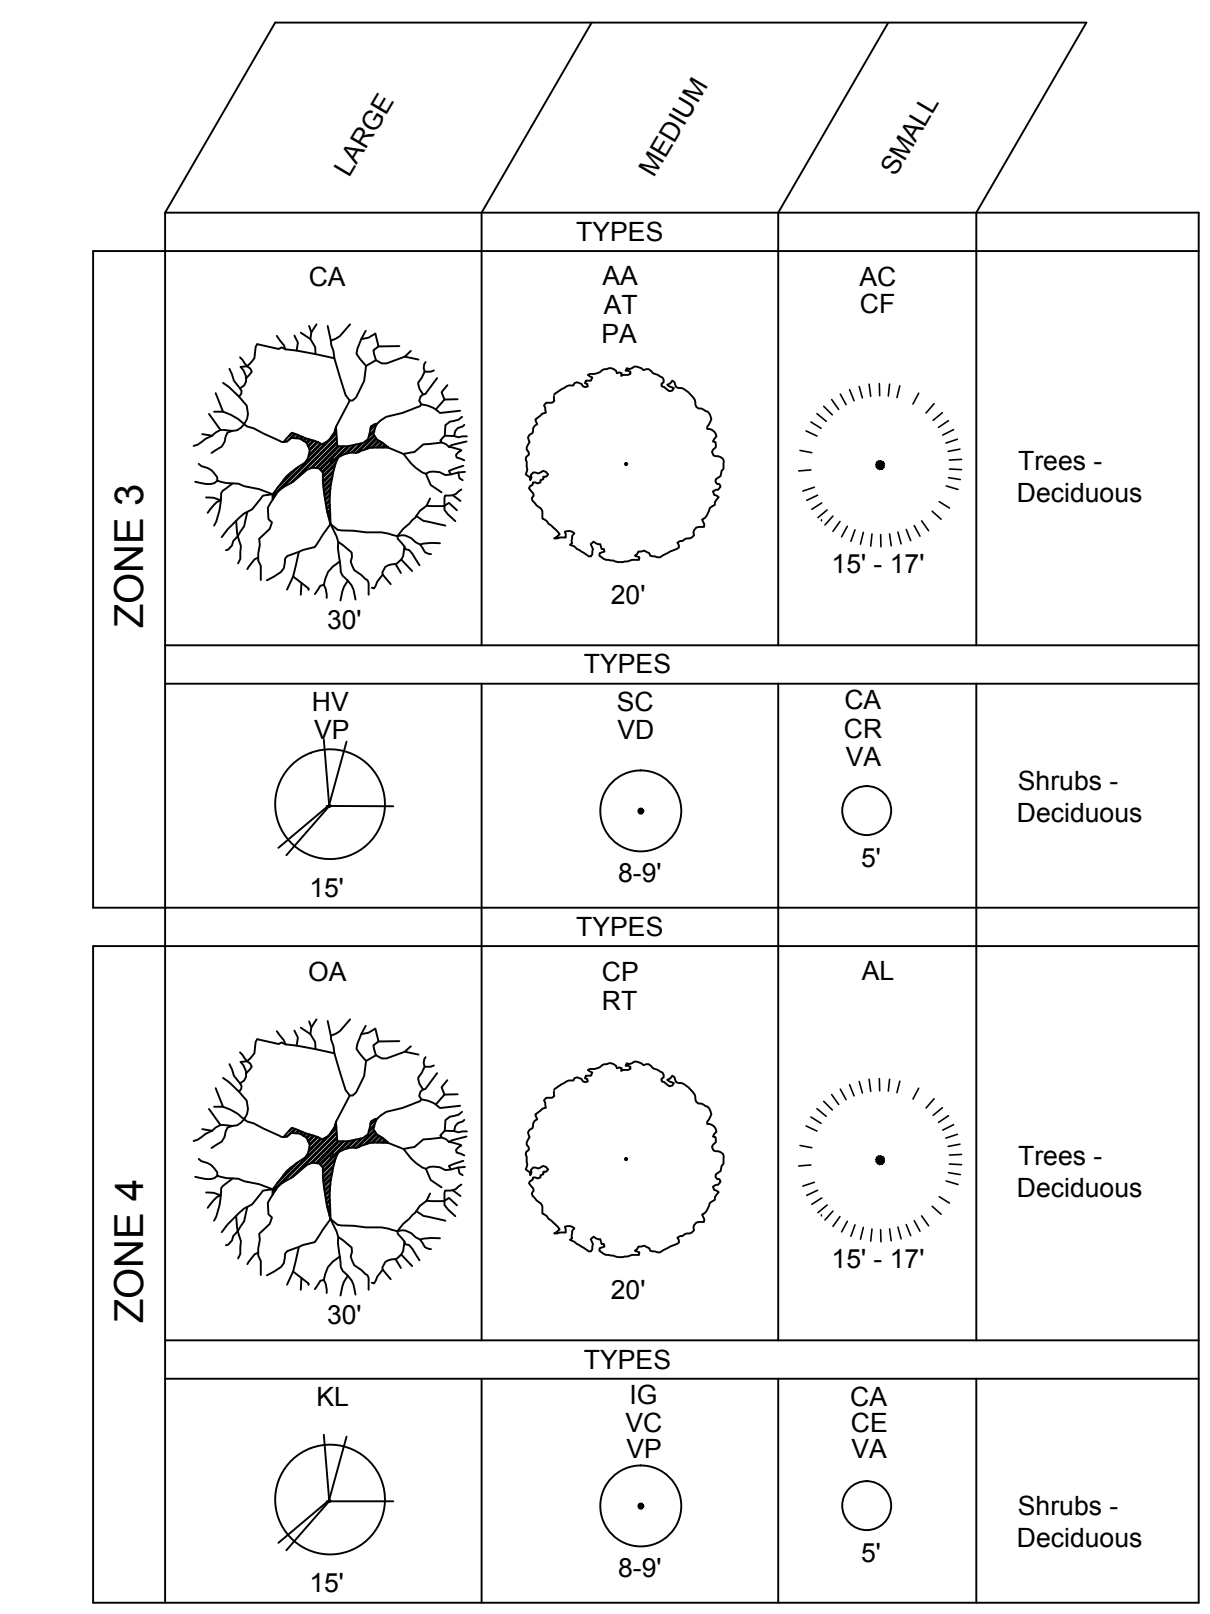 LARGE
MEDIUM
SMALL
TYPES
ZONE 3
CA
AA
AT
PA
AC
CF
30'
20'
15' - 17'
Trees -
Deciduous
TYPES
HV
VP
SC
VD
CA
CR
VA
15'
8-9'
5'
Shrubs -
Deciduous
TYPES
ZONE 4
OA
CP
RT
AL
30'
20'
15' - 17'
Trees -
Deciduous
TYPES
KL
IG
VC
VP
CA
CE
VA
15'
8-9'
5'
Shrubs -
Deciduous